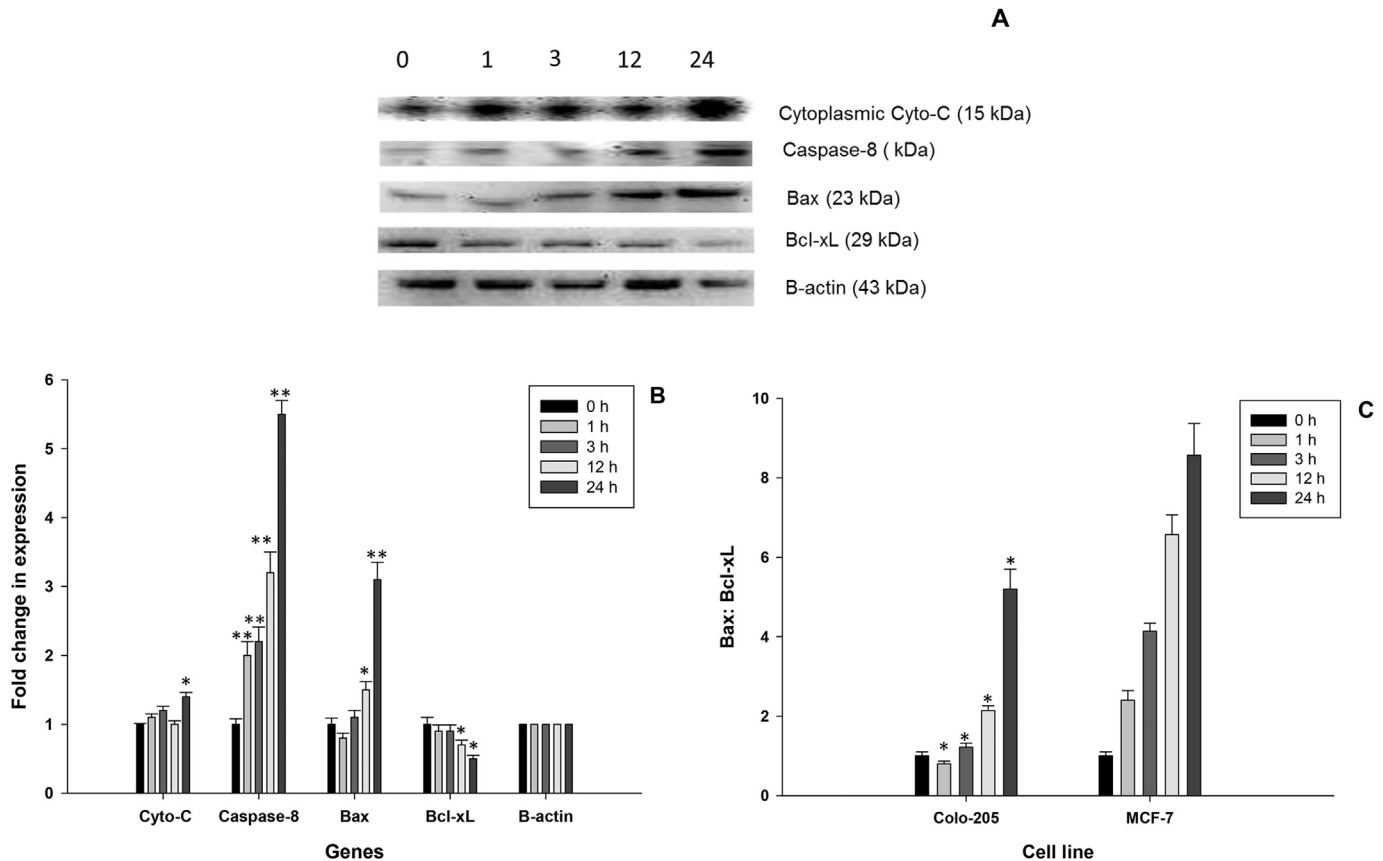 A
0 1 3 12 24
Cytoplasmic Cyto-C (15 kDa)
Caspase-8 ( kDa)
Bax (23 kDa)
Bcl-xL (29 kDa)
B-actin (43 kDa)
B
Fold change in expression
6
5
4
3
2
1
0
0 h
1 h
3 h
12 h
24 h
*
**
**
**
**
*
**
*
*
Cyto-C Caspase-8 Bax Bcl-xL B-actin
Genes
C
Bax: Bcl-xL
10
8
6
4
2
0
0 h
1 h
3 h
12 h
24 h
*
*
*
*
Colo-205 MCF-7
Cell line